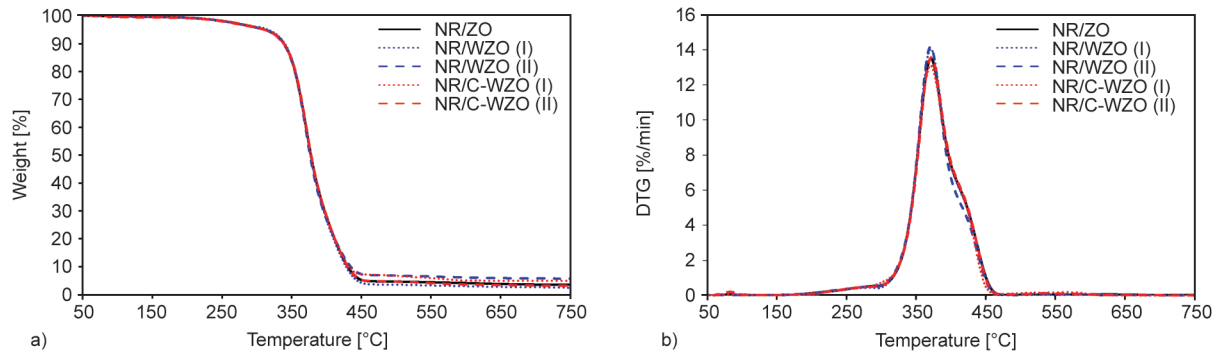 100
90
80
70
60
50
40
30
20
10
0
Weight [%]
50 150 250 350 450 550 650 750
Temperature [°C]
a)
NR/ZO
NR/WZO (I)
NR/WZO (II)
NR/C-WZO (I)
NR/C-WZO (II)
16
14
12
10
8
6
4
2
0
DTG [%/min]
50 150 250 350 450 550 650 750
Temperature [°C]
b)
NR/ZO
NR/WZO (I)
NR/WZO (II)
NR/C-WZO (I)
NR/C-WZO (II)